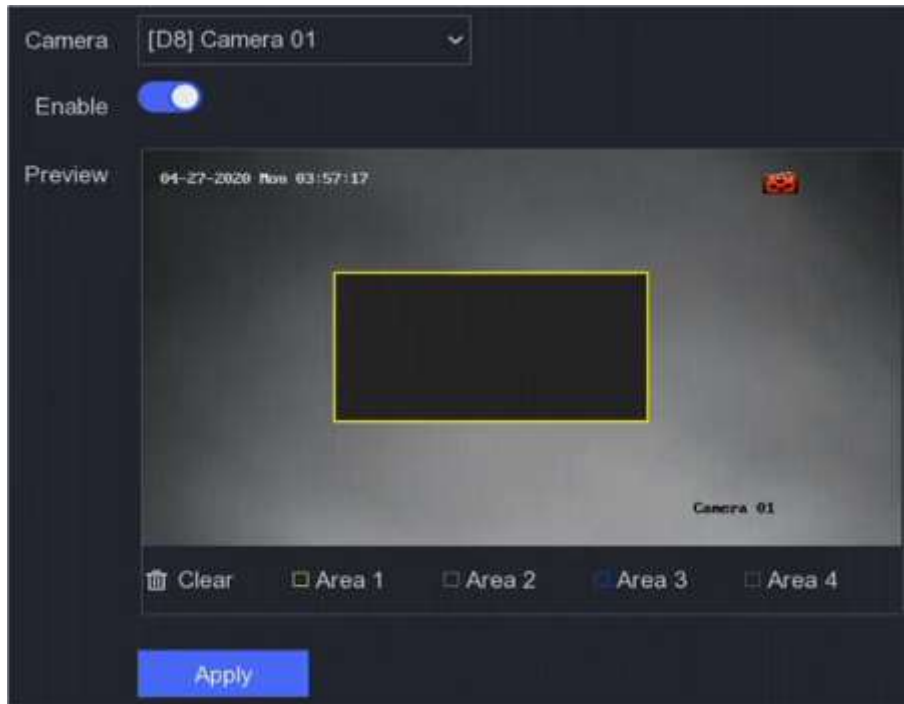 Camera [D8] Camera 01
Enable
Preview
04-27-2020 Mon 03:57:17
Camera 01
Clear Area 1 Area 2 Area 3 Area 4
Apply